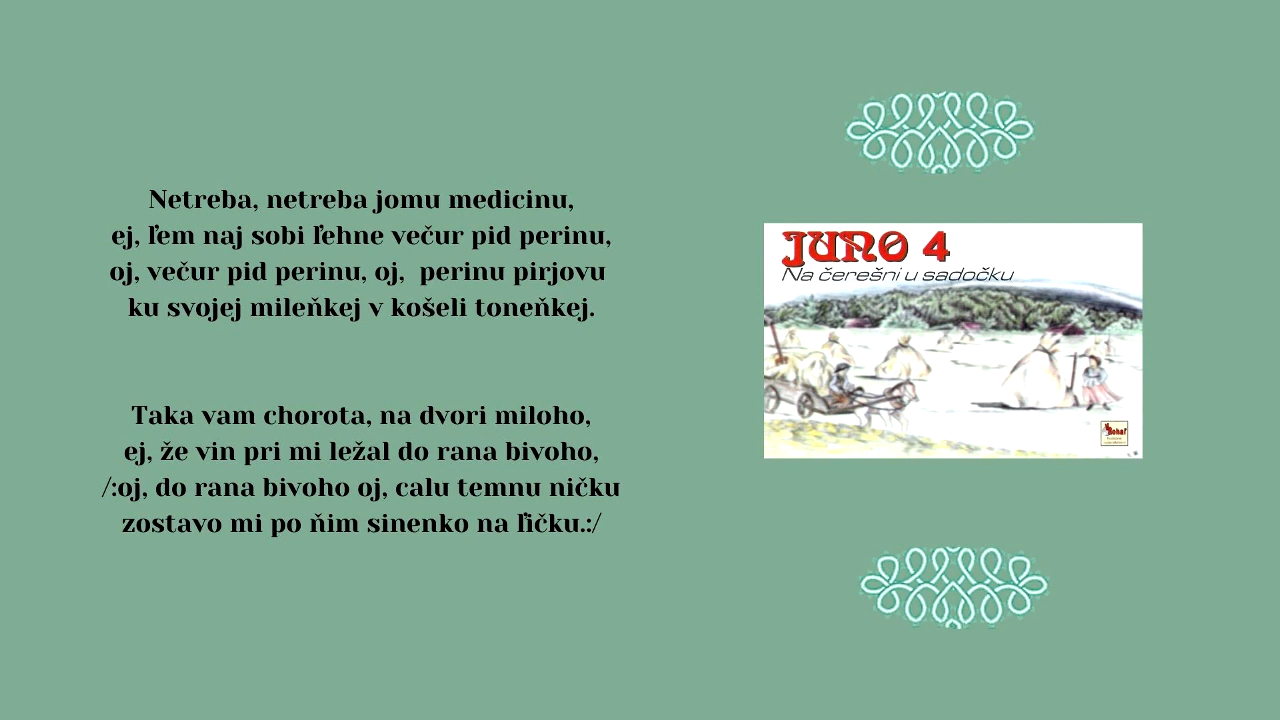 Netreba, netreba jomu medicinu,
ej, ľem naj sobi ľehne večur pid perinu,
oj, večur pid perinu, oj, perinu pirjovu
ku svojej mileňkej v košeli toneňkej.
Taka vam chorota, na dvori miloho,
ej, že vin pri mi ležal do rana bivoho,
/:oj, do rana bivoho oj, calu temnu ničku
zostavo mi po ňim sinenko na ľičku.:/
JUNO 4
Na čerešni u sadočku